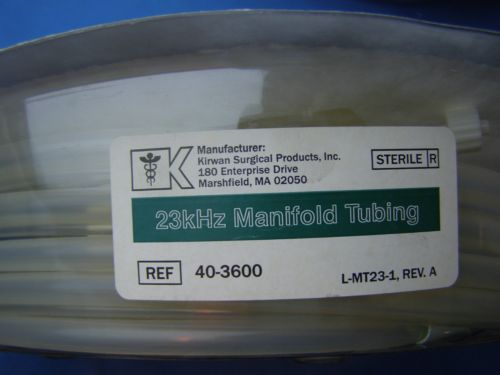 K
Manufacturer:
Kirwan Surgical Products, Inc.
180 Enterprise Drive
Marshfield, MA 02050
STERILE R
23kHz Manifold Tubing
REF 40-3600
L-MT23-1, REV. A